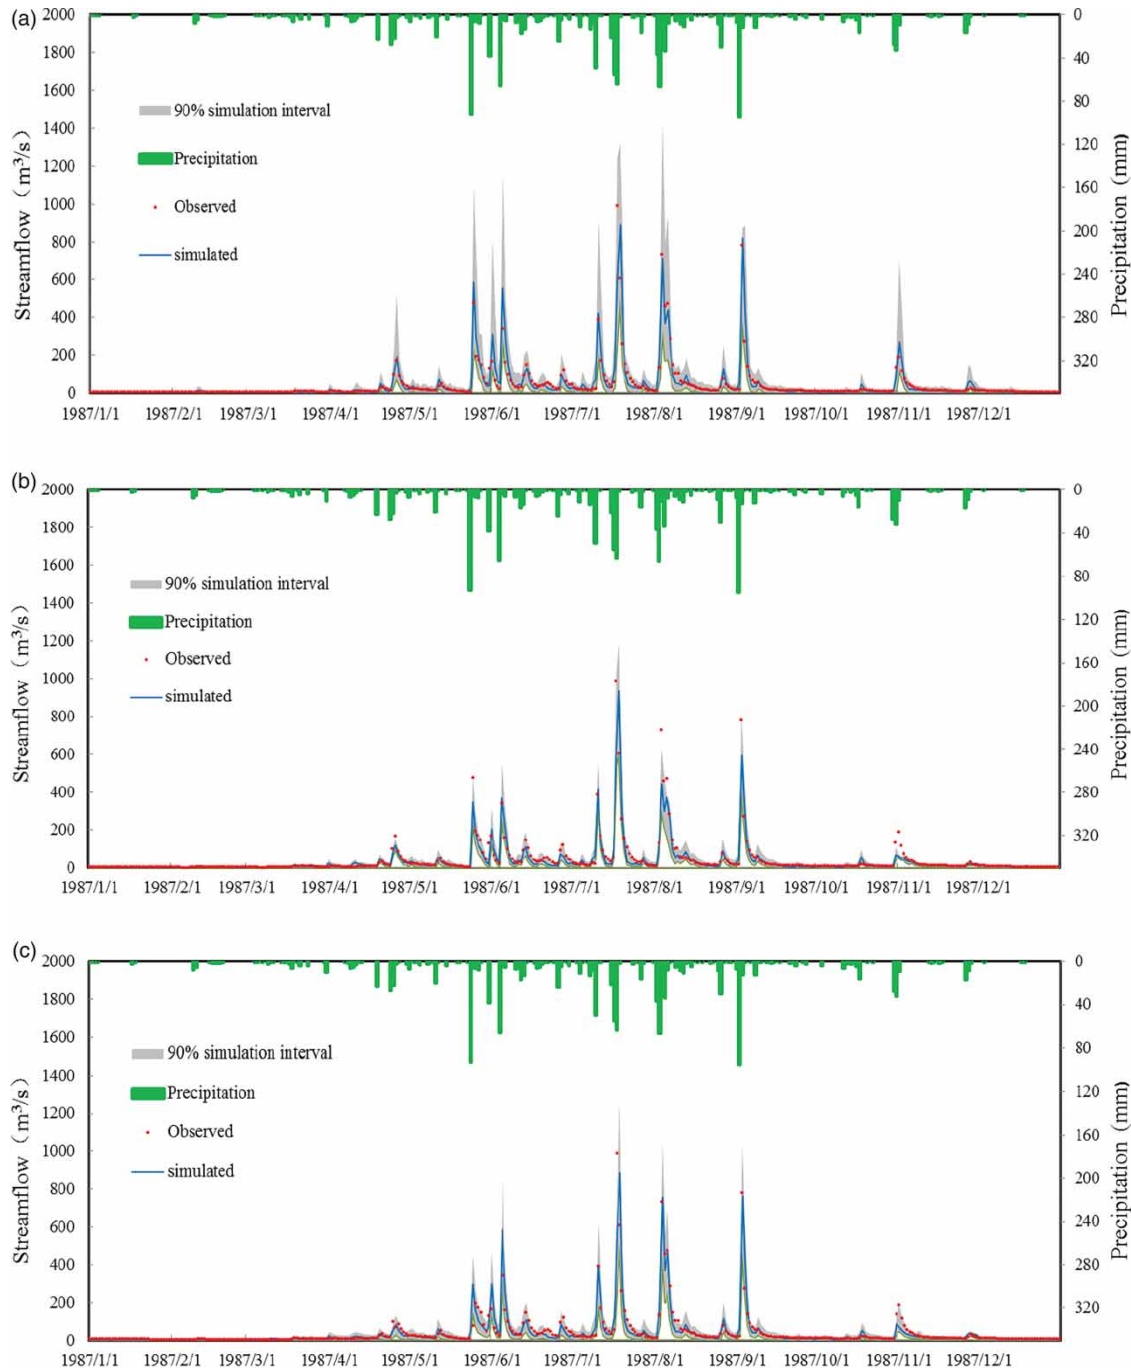 (a)
2000
1800
1600
1400
1200
1000
800
600
400
200
0
Streamflow（m³/s）
90% simulation interval
Precipitation
Observed
simulated
0
40
80
120
160
200
240
280
320
Precipitation (mm)
1987/1/1 1987/2/1 1987/3/1 1987/4/1 1987/5/1 1987/6/1 1987/7/1 1987/8/1 1987/9/1 1987/10/1 1987/11/1 1987/12/1
(b)
2000
1800
1600
1400
1200
1000
800
600
400
200
0
Streamflow（m³/s）
90% simulation interval
Precipitation
Observed
simulated
0
40
80
120
160
200
240
280
320
Precipitation (mm)
1987/1/1 1987/2/1 1987/3/1 1987/4/1 1987/5/1 1987/6/1 1987/7/1 1987/8/1 1987/9/1 1987/10/1 1987/11/1 1987/12/1
(c)
2000
1800
1600
1400
1200
1000
800
600
400
200
0
Streamflow（m³/s）
90% simulation interval
Precipitation
Observed
simulated
0
40
80
120
160
200
240
280
320
Precipitation (mm)
1987/1/1 1987/2/1 1987/3/1 1987/4/1 1987/5/1 1987/6/1 1987/7/1 1987/8/1 1987/9/1 1987/10/1 1987/11/1 1987/12/1